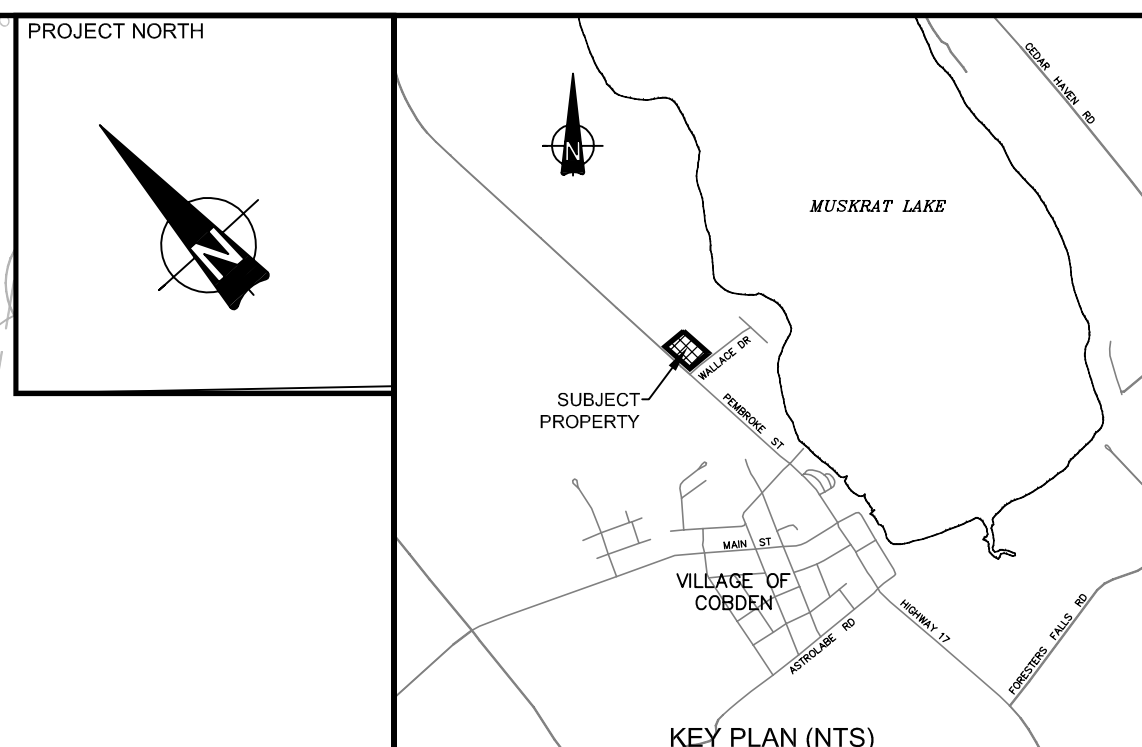 PROJECT NORTH
N
N
CEDAR HAVEN RD
MUSKRAT LAKE
WALLACE DR
SUBJECT
PROPERTY
PEMBROKE ST
MAIN ST
VILLAGE OF
COBDEN
HIGHWAY 17
ASTROLABE RD
FORESTERS FALLS RD
KEY PLAN (NTS)